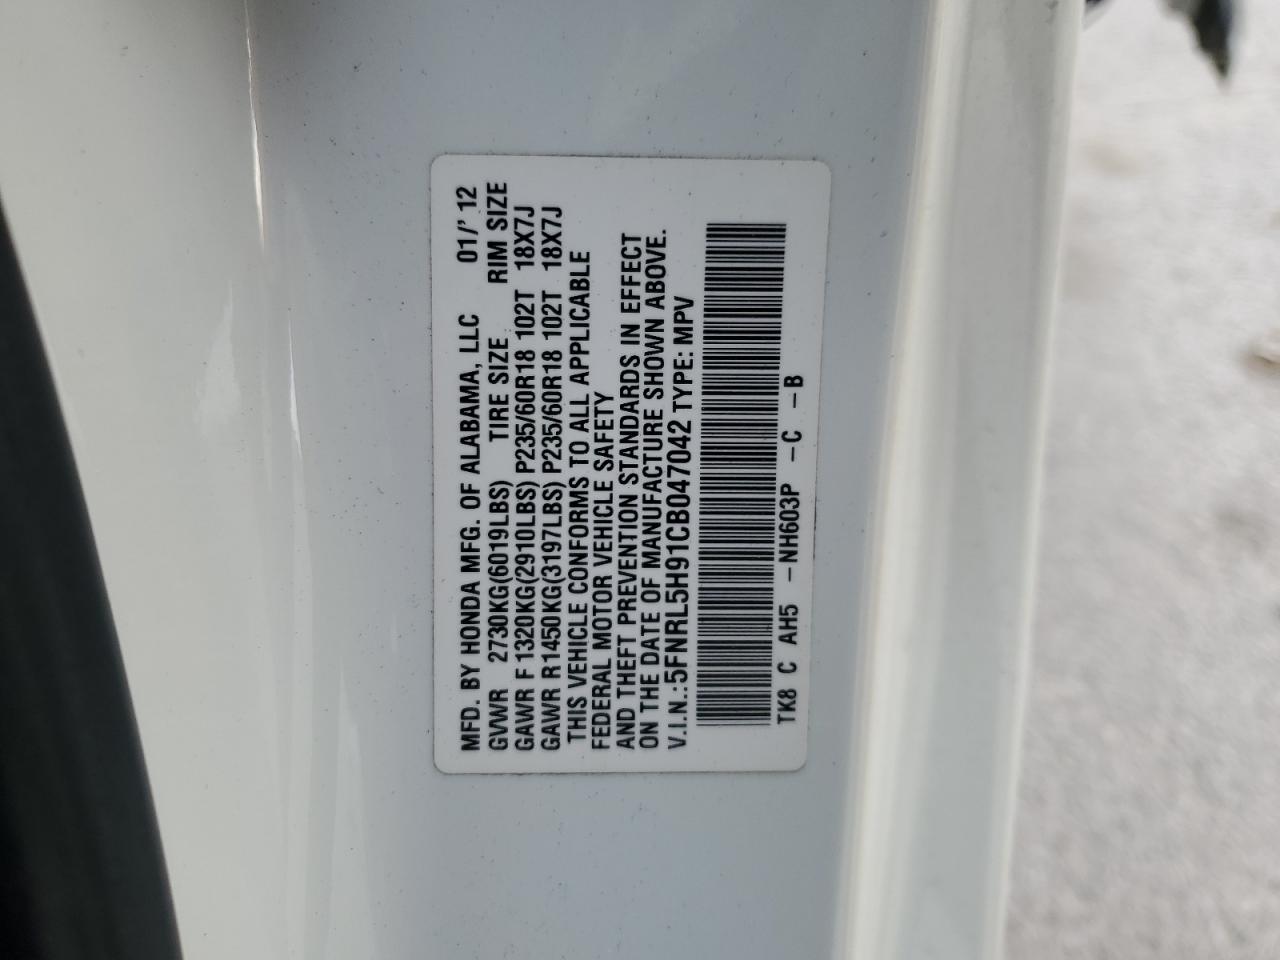 MFD. BY HONDA MFG. OF ALABAMA, LLC 01/'12
GVWR 2730KG(6019LBS) TIRE SIZE RIM SIZE
GAWR F 1320KG(2910LBS) P235/60R18 102T 18X7J
GAWR R1450KG(3197LBS) P235/60R18 102T 18X7J
THIS VEHICLE CONFORMS TO ALL APPLICABLE
FEDERAL MOTOR VEHICLE SAFETY
AND THEFT PREVENTION STANDARDS IN EFFECT
ON THE DATE OF MANUFACTURE SHOWN ABOVE.
V.I.N.:5FNRL5H91CB047042 TYPE: MPV
TK8 C AH5 -NH603P -C -B